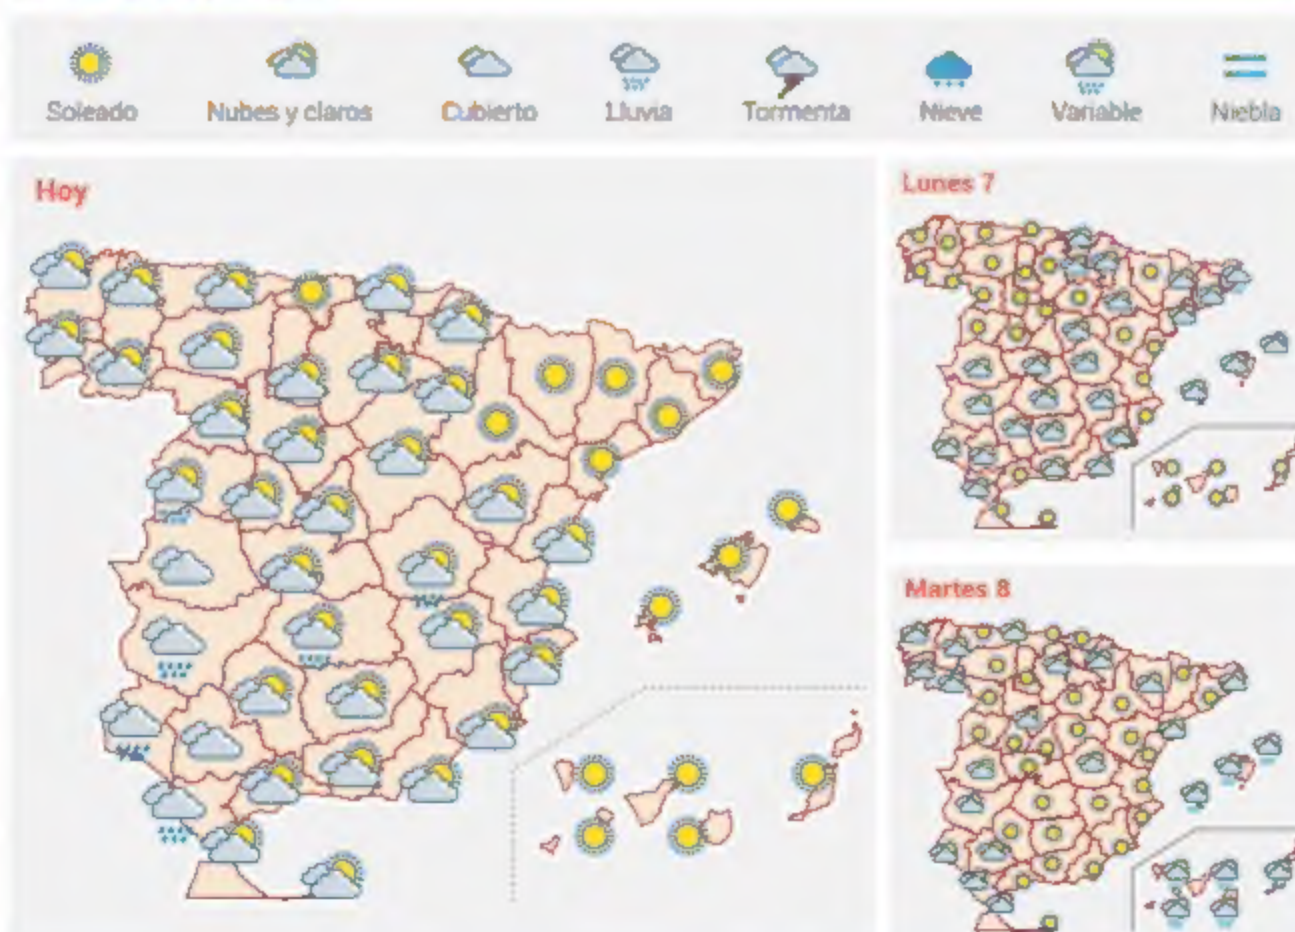 Soleado Nubes y claros Cubierto Lluvia Tormenta Nieve Variable Niebla
Hoy
Lunes 7
Martes 8